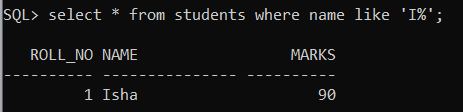 SQL> select * from students where name like 'I%';
ROLL_NO NAME MARKS
---------- --------------- ----------
1 Isha 90